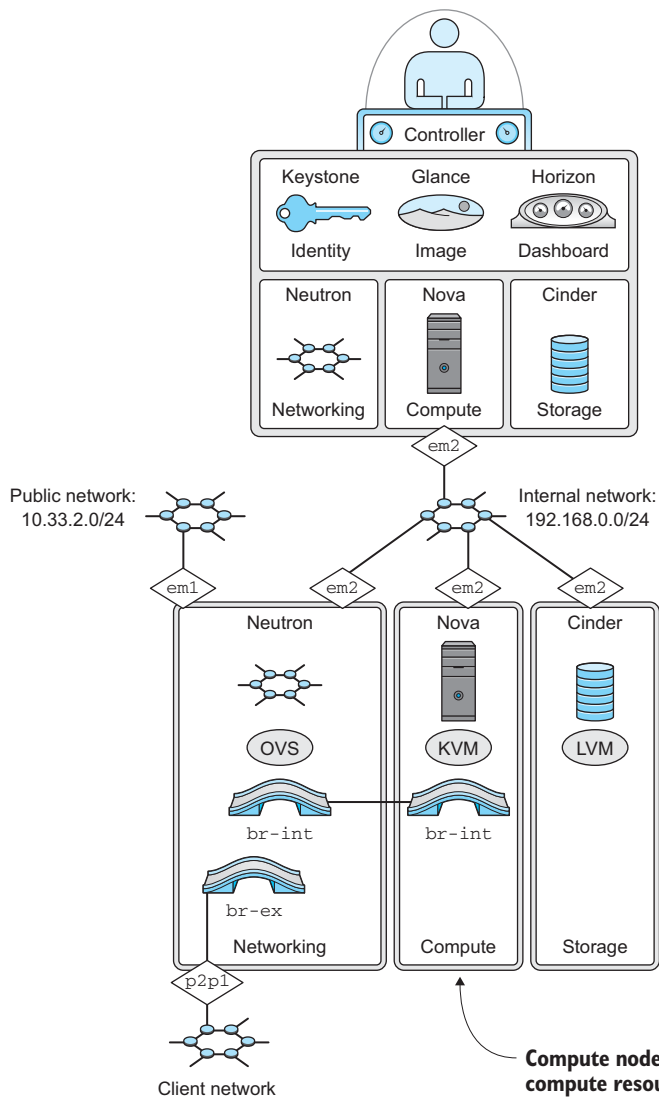 Controller
Keystone Glance Horizon
Identity Image Dashboard
Neutron Nova Cinder
Networking Compute Storage
em2
Public network:
10.33.2.0/24
Internal network:
192.168.0.0/24
em1 em2 em2 em2
Neutron Nova Cinder
OVS KVM LVM
br-int br-int
br-ex
Networking Compute Storage
p2p1
Client network
Compute node
compute resou